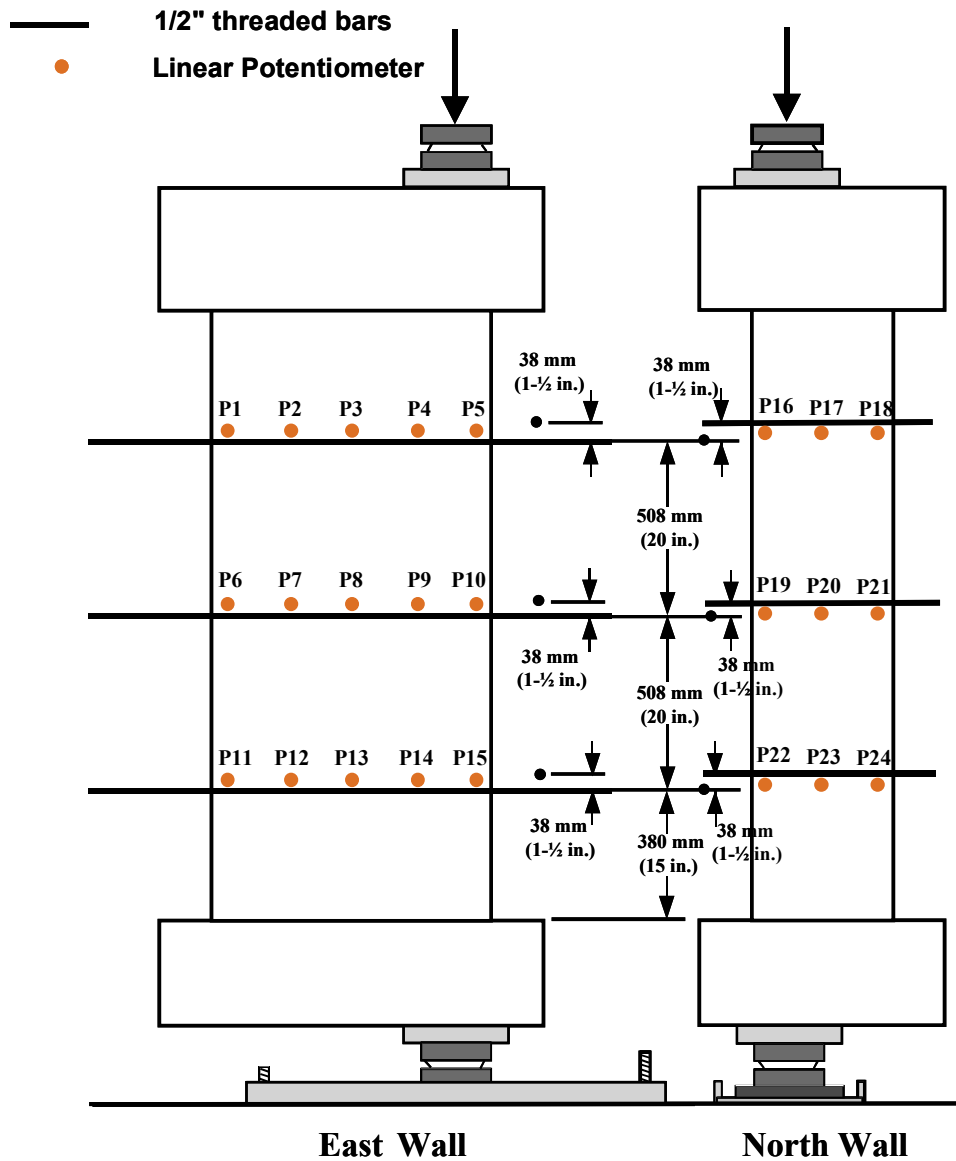 1/2" threaded bars
Linear Potentiometer
38 mm
(1-½ in.)
38 mm
(1-½ in.)
P1 P2 P3 P4 P5
P16 P17 P18
508 mm
(20 in.)
P6 P7 P8 P9 P10
P19 P20 P21
38 mm
(1-½ in.)
38 mm
(1-½ in.)
508 mm
(20 in.)
P11 P12 P13 P14 P15
P22 P23 P24
38 mm
(1-½ in.)
380 mm
(15 in.)
38 mm
(1-½ in.)
East Wall
North Wall